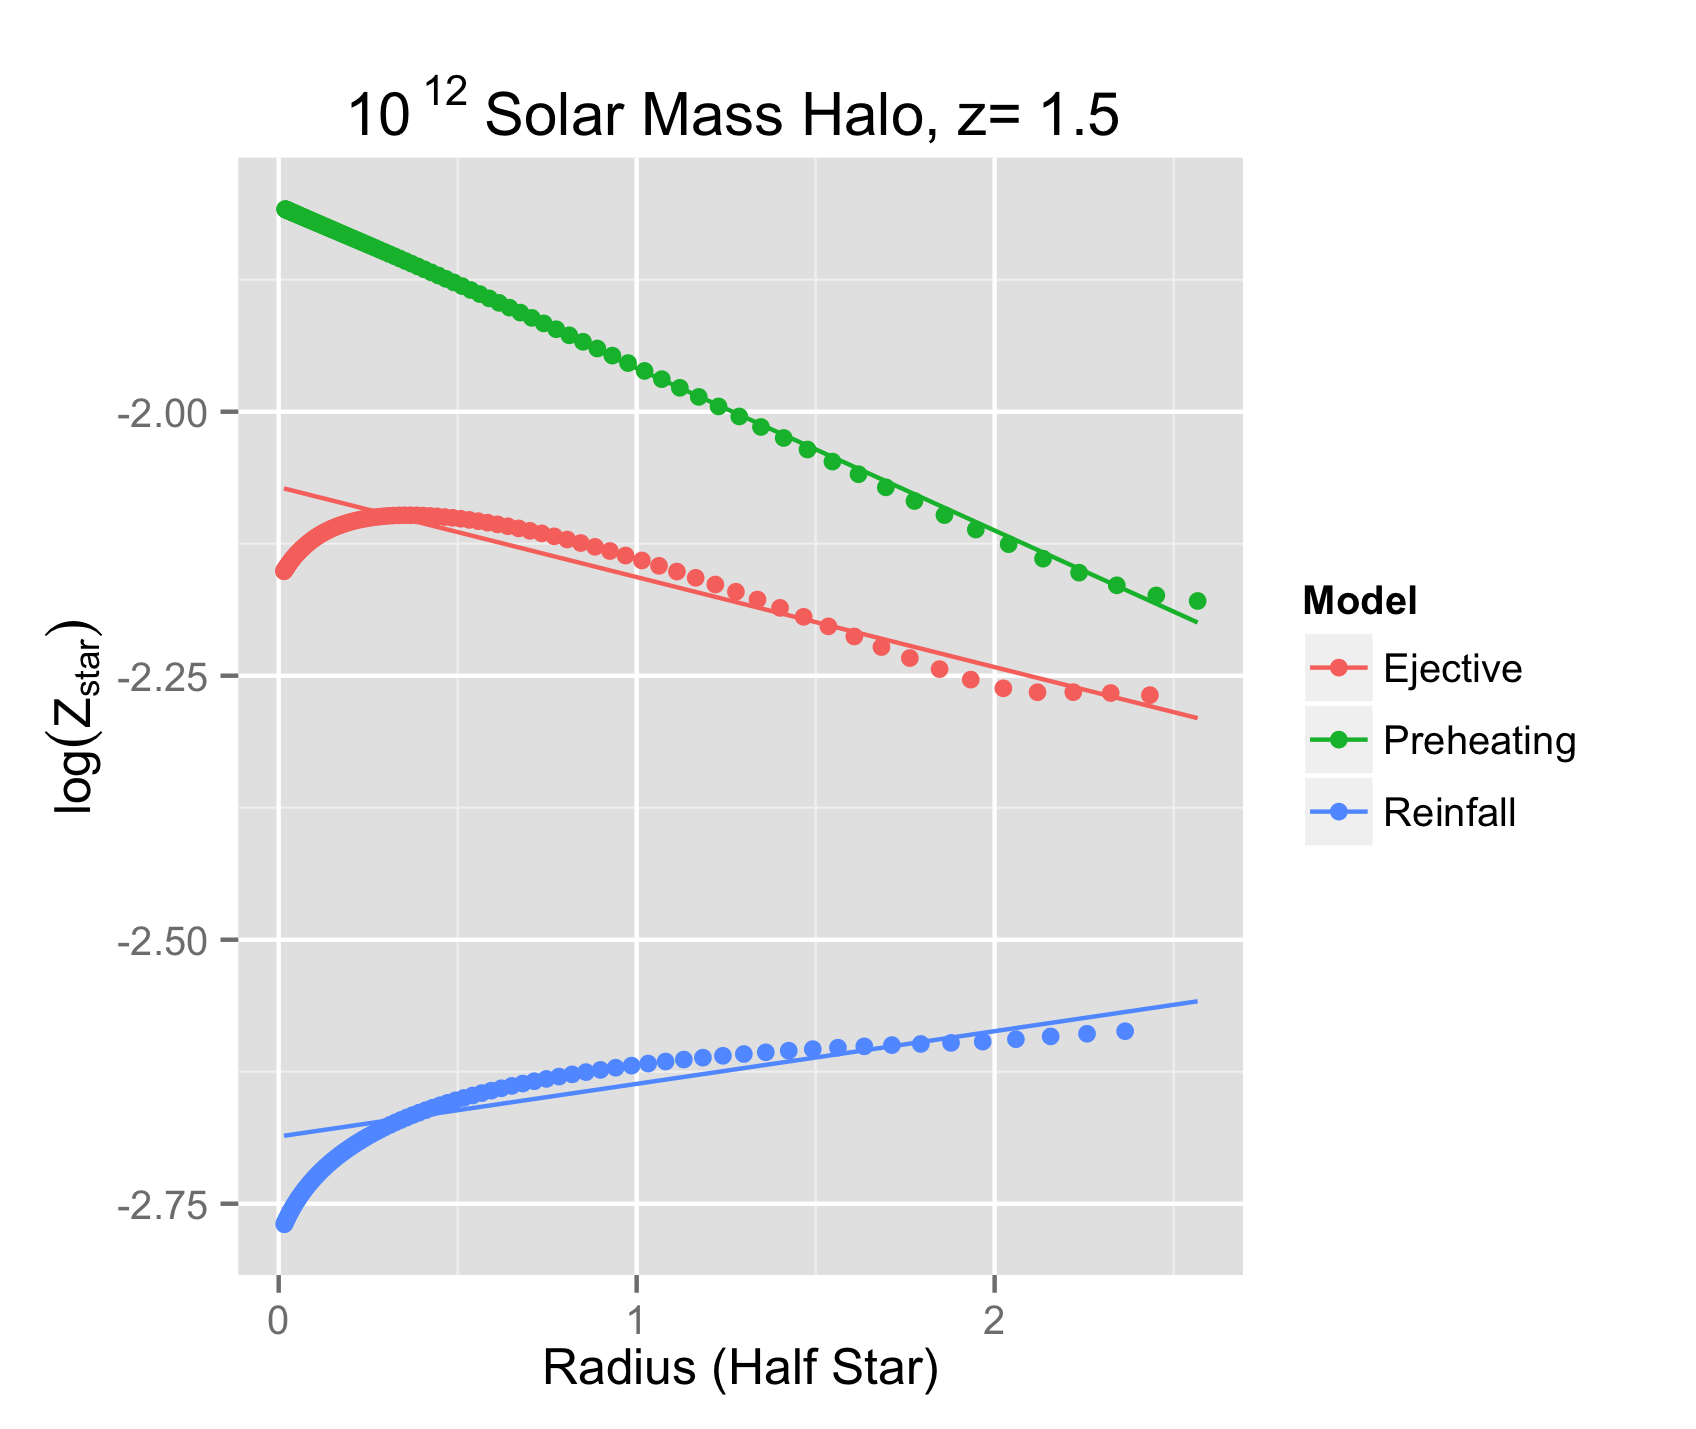 10 12 Solar Mass Halo, z= 1.5
log(Zstar)
-2.00
-2.25
-2.50
-2.75
0 1 2
Radius (Half Star)
Model
Ejective
Preheating
Reinfall